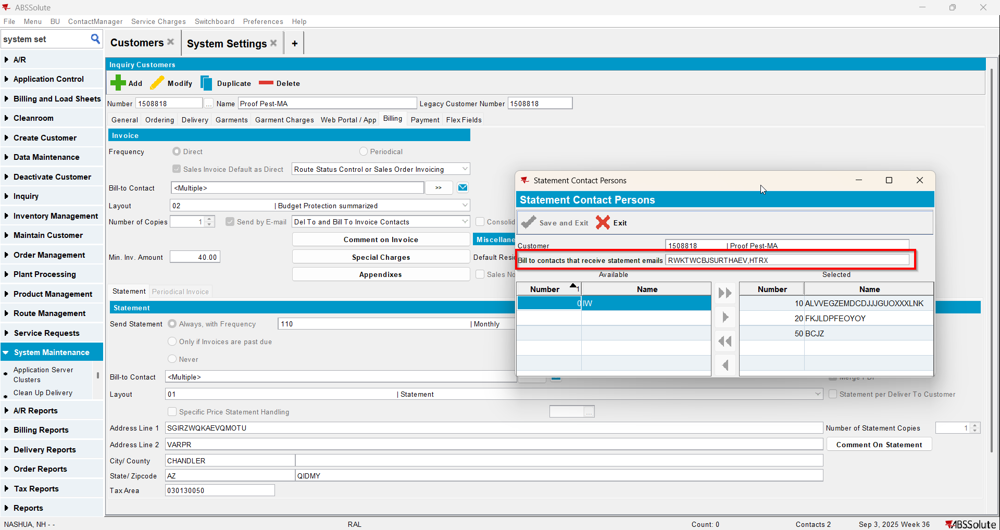 ABSSolute
File Menu BU ContactManager Service Charges Switchboard Preferences Help
system set
Customers
System Settings
+
A/R
Application Control
Billing and Load Sheets
Cleanroom
Create Customer
Data Maintenance
Deactivate Customer
Inquiry
Inventory Management
Maintain Customer
Order Management
Plant Processing
Product Management
Route Management
Service Requests
System Maintenance
Application Server
Clusters
Clean Up Delivery
A/R Reports
Billing Reports
Delivery Reports
Order Reports
Tax Reports
Reports
Inquiry Customers
Add Modify Duplicate Delete
Number 1508818 ... Name Proof Pest-MA Legacy Customer Number 1508818
General Ordering Delivery Garments Garment Charges Web Portal / App Billing Payment Flex Fields
Invoice
Frequency Direct Periodical
Sales Invoice Default as Direct Route Status Control or Sales Order Invoicing
Bill-to Contact <Multiple> >>
Layout 02 | Budget Protection summarized
Number of Copies 1 Send by E-mail Del To and Bill To Invoice Contacts Consolid
Comment on Invoice Miscellane
Min. Inv. Amount 40.00 Special Charges Default Resi
Appendixes Sales No
Statement Periodical Invoice
Statement
Send Statement Always, with Frequency 110 | Monthly
Only if Invoices are past due
Never
Bill-to Contact <Multiple>
Merge PDF
Layout 01 | Statement Statement per Deliver To Customer
Specific Price Statement Handling ...
Address Line 1 SGIRZWQKAEVQMOTU Number of Statement Copies 1
Address Line 2 VARPR Comment On Statement
City/ County CHANDLER
State/ Zipcode AZ QIDMY
Tax Area 030130050
Statement Contact Persons
Statement Contact Persons
Save and Exit Exit
Customer 1508818 | Proof Pest-MA
Bill to contacts that receive statement emails RWKTWCBJSURTHAEV,HTRX
Available Selected
Number 1 Name Number Name
0 IW 10 ALVVEGZEMDCDJJJGUOXXXLNK
20 FKJLDPFEOYOY
50 BCJZ
NASHUA, NH - - RAL Count: 0 Contacts 2 Sep 3, 2025 Week 36 ABSSolute